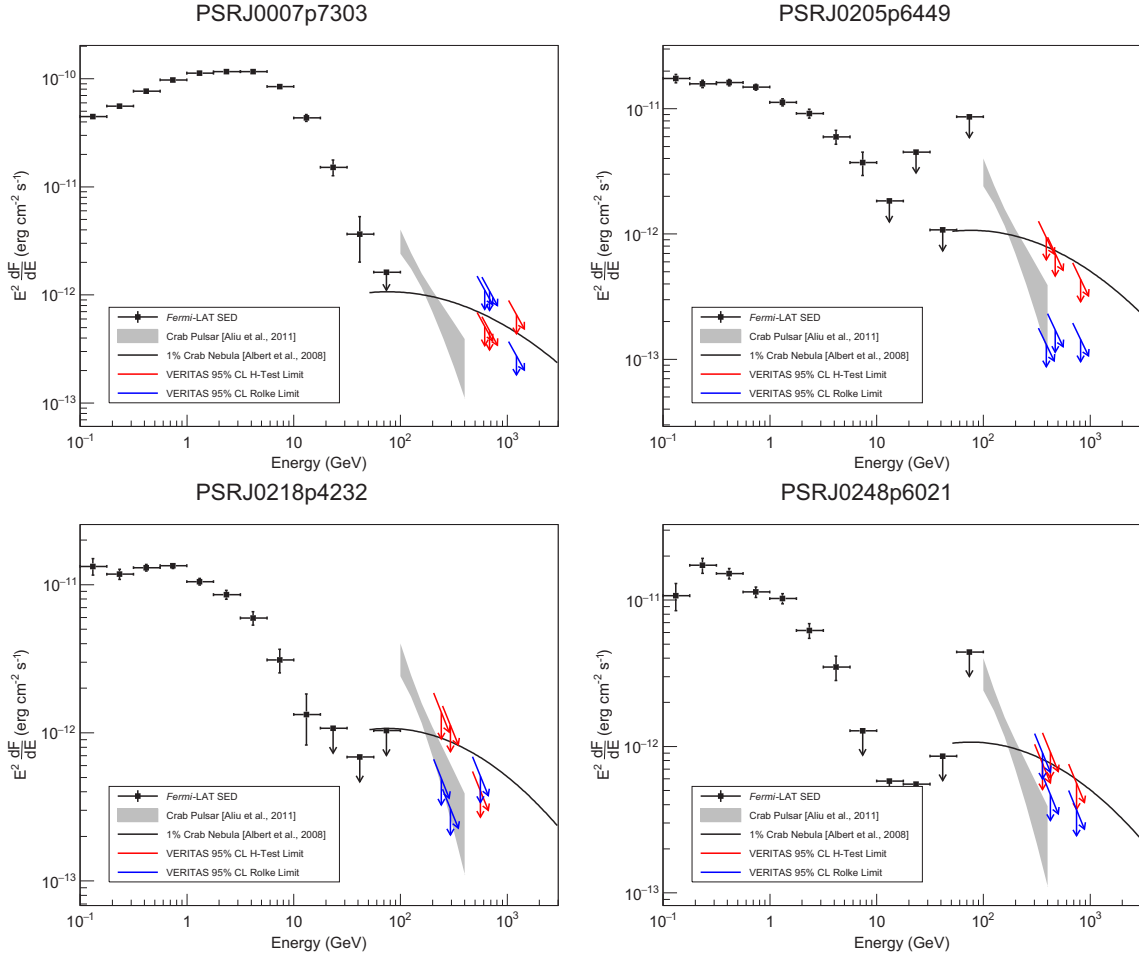 PSRJ0007p7303
E² dF/dE (erg cm⁻² s⁻¹)
10⁻¹⁰
10⁻¹¹
10⁻¹²
10⁻¹³
Fermi-LAT SED
Crab Pulsar [Aliu et al., 2011]
1% Crab Nebula [Albert et al., 2008]
VERITAS 95% CL H-Test Limit
VERITAS 95% CL Rolke Limit
10⁻¹ 1 10 10² 10³
Energy (GeV)
PSRJ0205p6449
E² dF/dE (erg cm⁻² s⁻¹)
10⁻¹¹
10⁻¹²
10⁻¹³
Fermi-LAT SED
Crab Pulsar [Aliu et al., 2011]
1% Crab Nebula [Albert et al., 2008]
VERITAS 95% CL H-Test Limit
VERITAS 95% CL Rolke Limit
10⁻¹ 1 10 10² 10³
Energy (GeV)
PSRJ0218p4232
E² dF/dE (erg cm⁻² s⁻¹)
10⁻¹¹
10⁻¹²
10⁻¹³
Fermi-LAT SED
Crab Pulsar [Aliu et al., 2011]
1% Crab Nebula [Albert et al., 2008]
VERITAS 95% CL H-Test Limit
VERITAS 95% CL Rolke Limit
10⁻¹ 1 10 10² 10³
Energy (GeV)
PSRJ0248p6021
E² dF/dE (erg cm⁻² s⁻¹)
10⁻¹¹
10⁻¹²
10⁻¹³
Fermi-LAT SED
Crab Pulsar [Aliu et al., 2011]
1% Crab Nebula [Albert et al., 2008]
VERITAS 95% CL H-Test Limit
VERITAS 95% CL Rolke Limit
10⁻¹ 1 10 10² 10³
Energy (GeV)